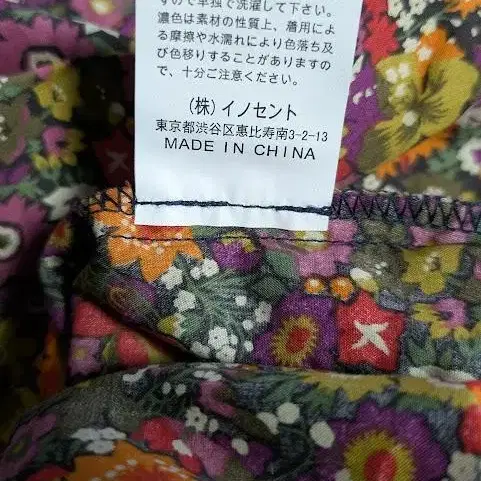 すので単独で洗濯して下さい。
濃色は素材の性質上、着用によ
る摩擦や水濡れにより色落ち及
び色移りすることがありますの
で、十分ご注意ください。
(株) イノセント
東京都渋谷区恵比寿南3-2-13
MADE IN CHINA